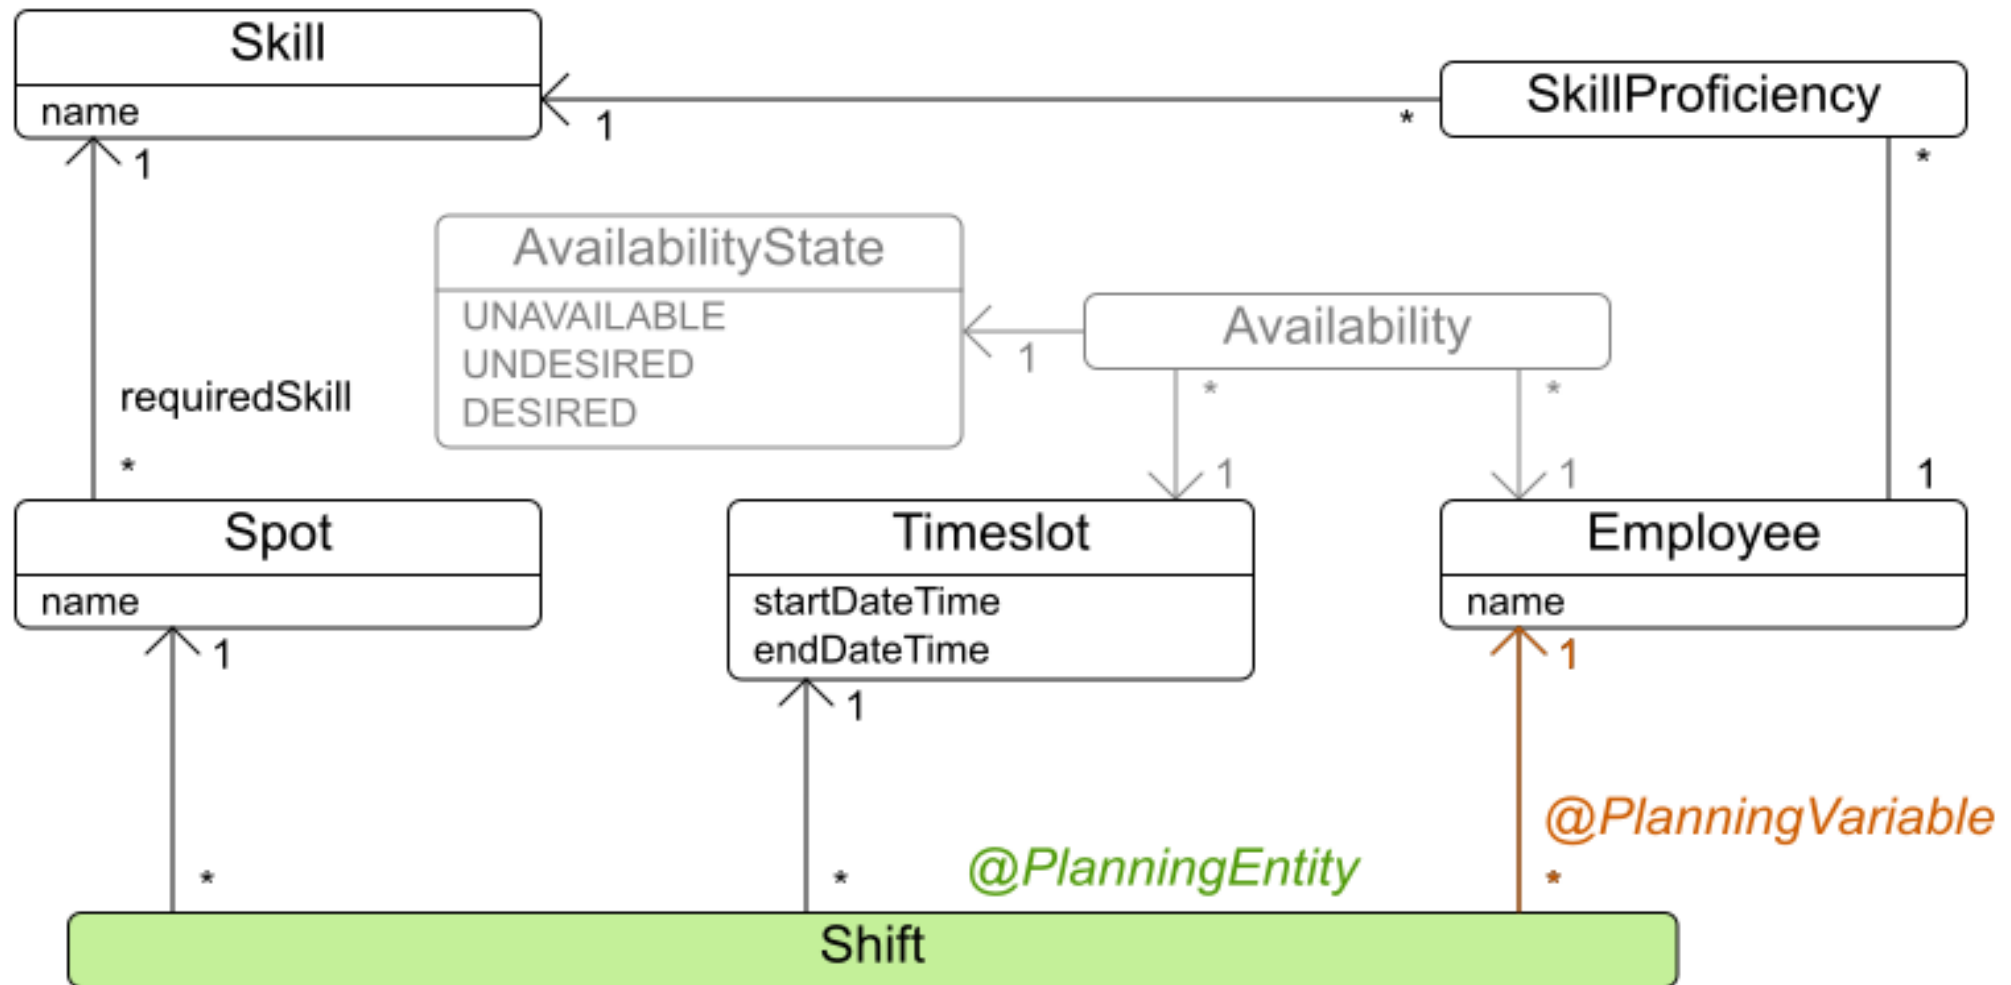 Skill
name
1
1
*
SkillProficiency
*
AvailabilityState
UNAVAILABLE
UNDESIRED
DESIRED
1
Availability
*
*
requiredSkill
*
1
1
1
Spot
name
Timeslot
startDateTime
endDateTime
Employee
name
1
1
1
@PlanningVariable
@PlanningEntity
*
*
*
Shift